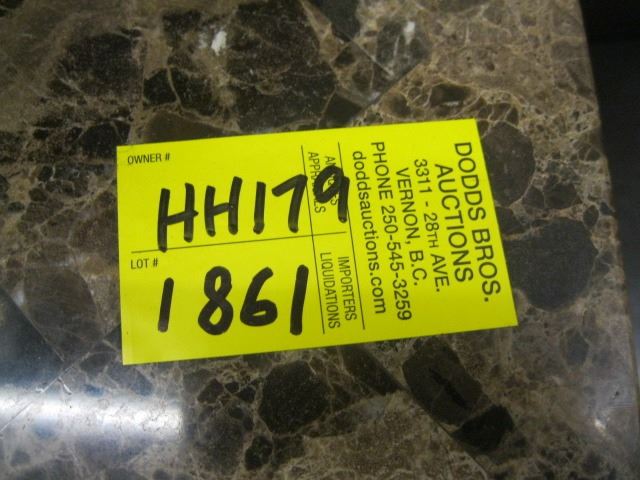 OWNER #
HH179
LOT #
1861
DODDS BROS.
AUCTIONS
3311 - 28TH AVE.
VERNON, B.C.
PHONE 250-545-3259
doddsauctions.com
IMPORTERS
APPRAISALS LIQUIDATIONS